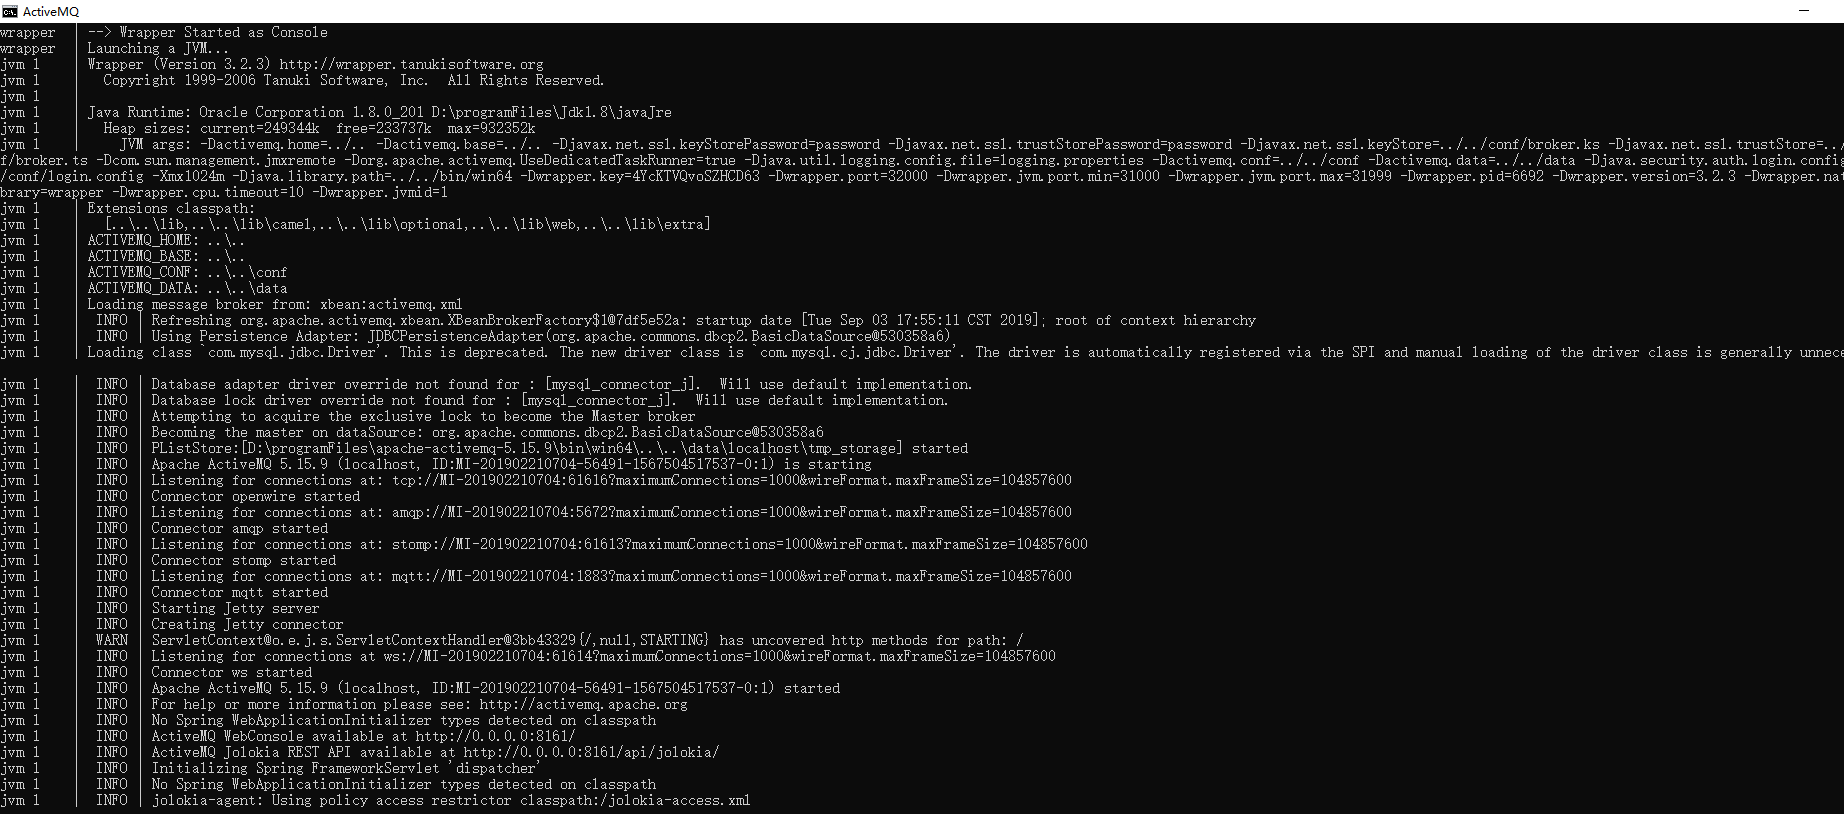 ActiveMQ
wrapper  | --> Wrapper Started as Console
wrapper  | Launching a JVM...
jvm 1    | Wrapper (Version 3.2.3) http://wrapper.tanukisoftware.org
jvm 1    |   Copyright 1999-2006 Tanuki Software, Inc.  All Rights Reserved.
jvm 1    |
jvm 1    | Java Runtime: Oracle Corporation 1.8.0_201 D:\programFiles\Jdk1.8\javaJre
jvm 1    |   Heap sizes: current=249344k  free=233737k  max=932352k
jvm 1    |     JVM args: -Dactivemq.home=../.. -Dactivemq.base=../.. -Djavax.net.ssl.keyStorePassword=password -Djavax.net.ssl.trustStorePassword=password -Djavax.net.ssl.keyStore=../../conf/broker.ks -Djavax.net.ssl.trustStore=../
f/broker.ts -Dcom.sun.management.jmxremote -Dorg.apache.activemq.UseDedicatedTaskRunner=true -Djava.util.logging.config.file=logging.properties -Dactivemq.conf=../../conf -Dactivemq.data=../../data -Djava.security.auth.login.config
/conf/login.config -Xmx1024m -Djava.library.path=../../bin/win64 -Dwrapper.key=4YcKTVQvoSZHCD63 -Dwrapper.port=32000 -Dwrapper.jvm.port.min=31000 -Dwrapper.jvm.port.max=31999 -Dwrapper.pid=6692 -Dwrapper.version=3.2.3 -Dwrapper.nat
brary=wrapper -Dwrapper.cpu.timeout=10 -Dwrapper.jvmid=1
jvm 1    | Extensions classpath:
jvm 1    |   [..\..\lib,..\..\lib\camel,..\..\lib\optional,..\..\lib\web,..\..\lib\extra]
jvm 1    | ACTIVEMQ_HOME: ..\..
jvm 1    | ACTIVEMQ_BASE: ..\..
jvm 1    | ACTIVEMQ_CONF: ..\..\conf
jvm 1    | ACTIVEMQ_DATA: ..\..\data
jvm 1    | Loading message broker from: xbean:activemq.xml
jvm 1    |  INFO | Refreshing org.apache.activemq.xbean.XBeanBrokerFactory$1@7df5e52a: startup date [Tue Sep 03 17:55:11 CST 2019]; root of context hierarchy
jvm 1    |  INFO | Using Persistence Adapter: JDBCPersistenceAdapter(org.apache.commons.dbcp2.BasicDataSource@530358a6)
jvm 1    | Loading class `com.mysql.jdbc.Driver'. This is deprecated. The new driver class is `com.mysql.cj.jdbc.Driver'. The driver is automatically registered via the SPI and manual loading of the driver class is generally unnece
jvm 1    |  INFO | Database adapter driver override not found for : [mysql_connector_j].  Will use default implementation.
jvm 1    |  INFO | Database lock driver override not found for : [mysql_connector_j].  Will use default implementation.
jvm 1    |  INFO | Attempting to acquire the exclusive lock to become the Master broker
jvm 1    |  INFO | Becoming the master on dataSource: org.apache.commons.dbcp2.BasicDataSource@530358a6
jvm 1    |  INFO | PListStore:[D:\programFiles\apache-activemq-5.15.9\bin\win64\..\..\data\localhost\tmp_storage] started
jvm 1    |  INFO | Apache ActiveMQ 5.15.9 (localhost, ID:MI-201902210704-56491-1567504517537-0:1) is starting
jvm 1    |  INFO | Listening for connections at: tcp://MI-201902210704:61616?maximumConnections=1000&wireFormat.maxFrameSize=104857600
jvm 1    |  INFO | Connector openwire started
jvm 1    |  INFO | Listening for connections at: amqp://MI-201902210704:5672?maximumConnections=1000&wireFormat.maxFrameSize=104857600
jvm 1    |  INFO | Connector amqp started
jvm 1    |  INFO | Listening for connections at: stomp://MI-201902210704:61613?maximumConnections=1000&wireFormat.maxFrameSize=104857600
jvm 1    |  INFO | Connector stomp started
jvm 1    |  INFO | Listening for connections at: mqtt://MI-201902210704:1883?maximumConnections=1000&wireFormat.maxFrameSize=104857600
jvm 1    |  INFO | Connector mqtt started
jvm 1    |  INFO | Starting Jetty server
jvm 1    |  INFO | Creating Jetty connector
jvm 1    |  WARN | ServletContext@o.e.j.s.ServletContextHandler@3bb43329{/,null,STARTING} has uncovered http methods for path: /
jvm 1    |  INFO | Listening for connections at ws://MI-201902210704:61614?maximumConnections=1000&wireFormat.maxFrameSize=104857600
jvm 1    |  INFO | Connector ws started
jvm 1    |  INFO | Apache ActiveMQ 5.15.9 (localhost, ID:MI-201902210704-56491-1567504517537-0:1) started
jvm 1    |  INFO | For help or more information please see: http://activemq.apache.org
jvm 1    |  INFO | No Spring WebApplicationInitializer types detected on classpath
jvm 1    |  INFO | ActiveMQ WebConsole available at http://0.0.0.0:8161/
jvm 1    |  INFO | ActiveMQ Jolokia REST API available at http://0.0.0.0:8161/api/jolokia/
jvm 1    |  INFO | Initializing Spring FrameworkServlet 'dispatcher'
jvm 1    |  INFO | No Spring WebApplicationInitializer types detected on classpath
jvm 1    |  INFO | jolokia-agent: Using policy access restrictor classpath:/jolokia-access.xml